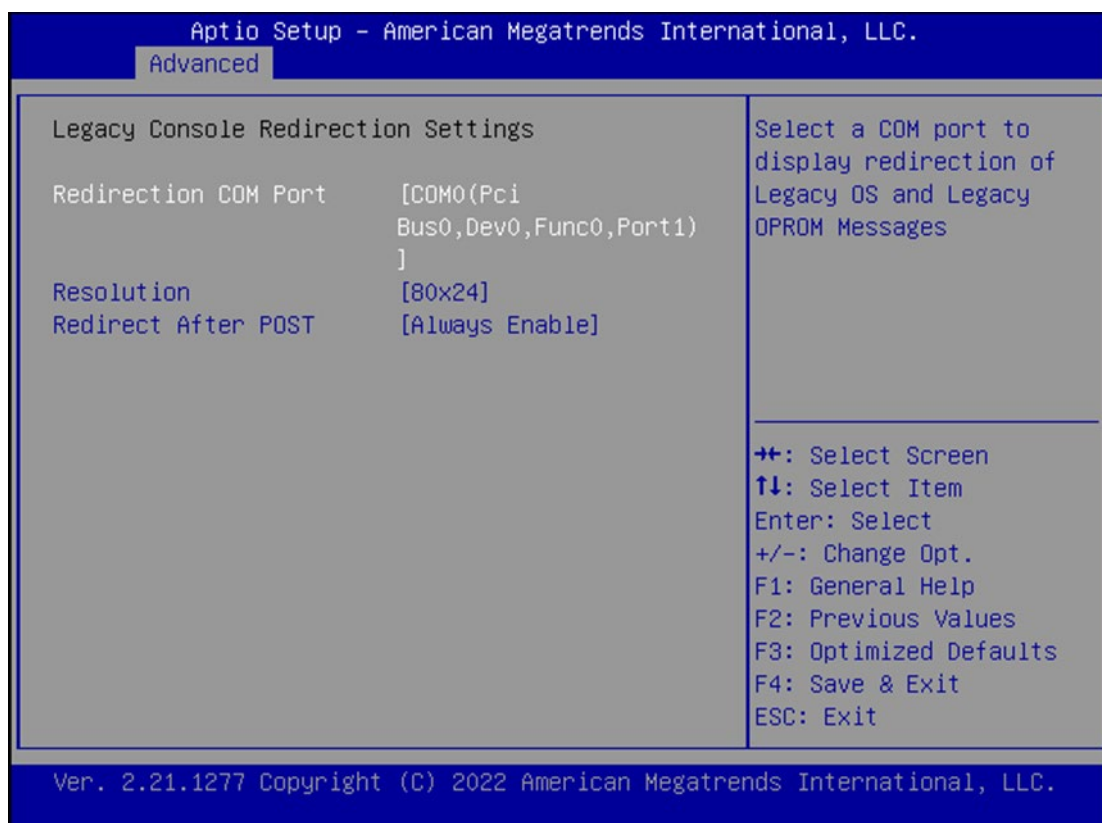 Aptio Setup – American Megatrends International, LLC.
Advanced
Legacy Console Redirection Settings
Redirection COM Port [COM0(Pci
Bus0,Dev0,Func0,Port1)
]
Resolution [80x24]
Redirect After POST [Always Enable]
Select a COM port to
display redirection of
Legacy OS and Legacy
OPROM Messages
→←: Select Screen
↑↓: Select Item
Enter: Select
+/-: Change Opt.
F1: General Help
F2: Previous Values
F3: Optimized Defaults
F4: Save & Exit
ESC: Exit
Ver. 2.21.1277 Copyright (C) 2022 American Megatrends International, LLC.